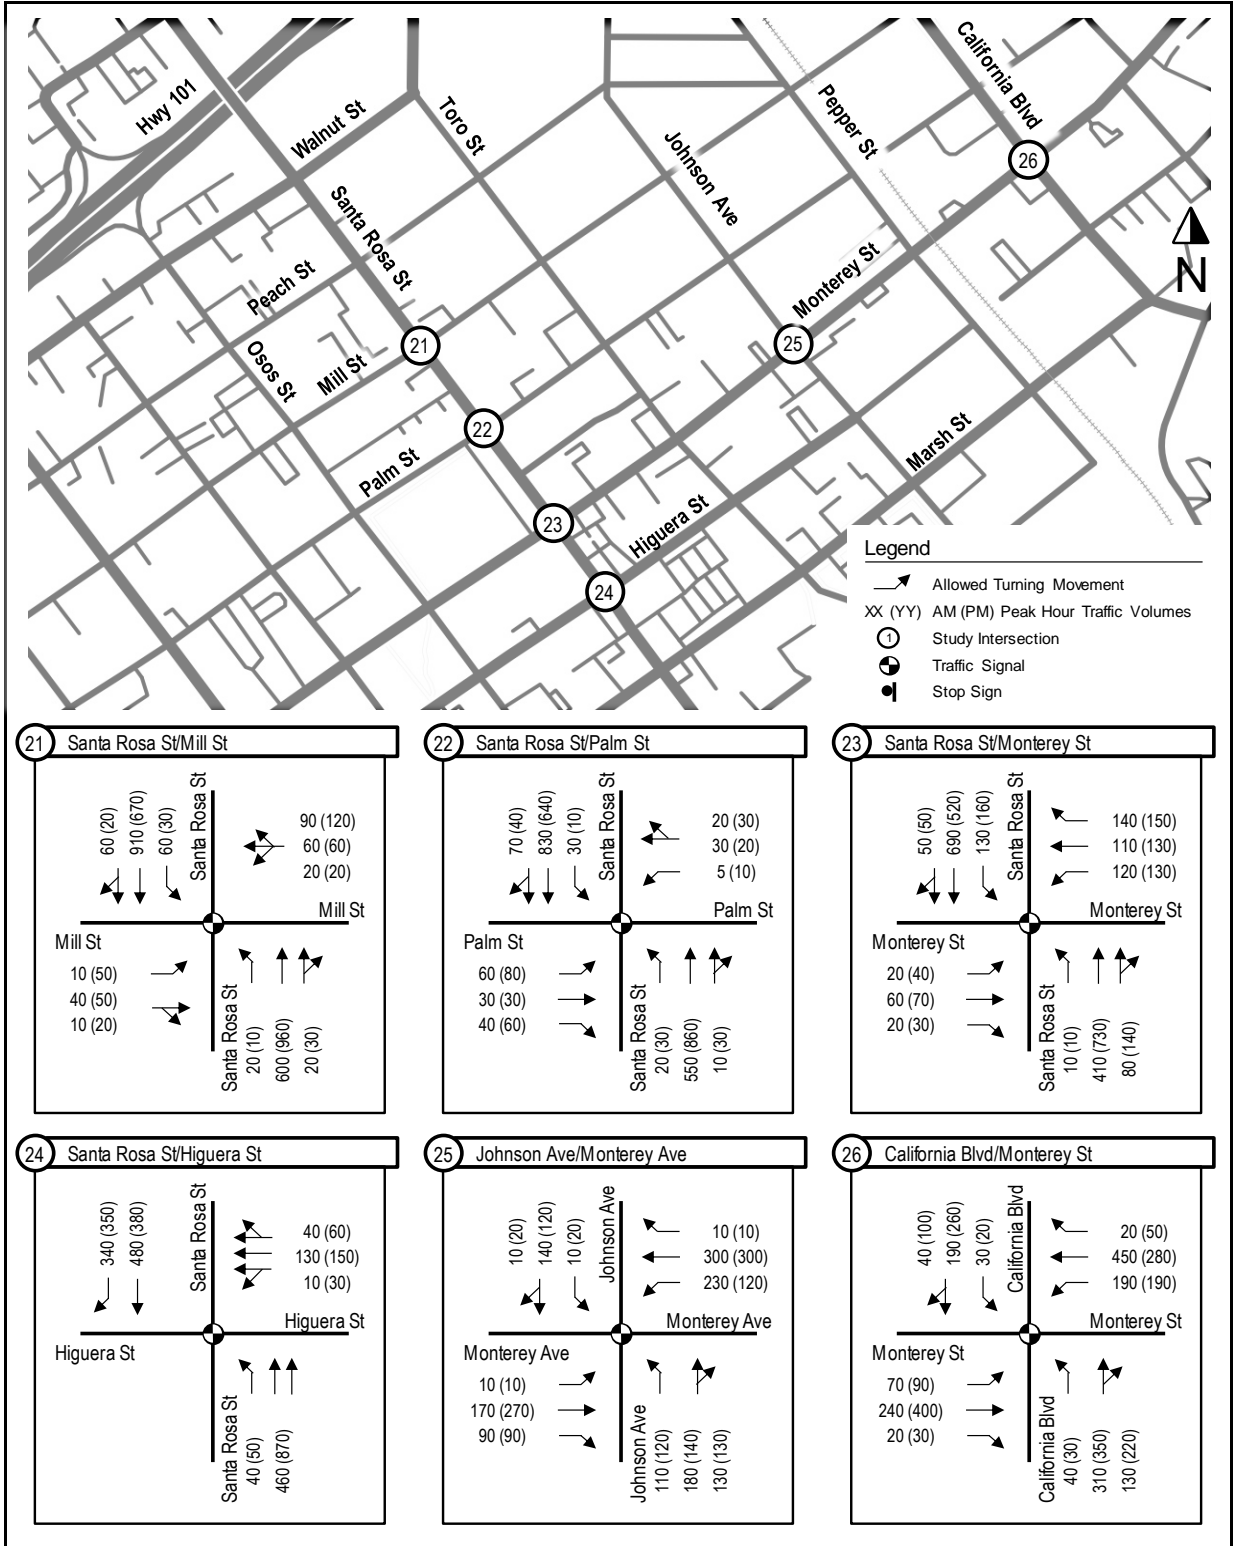 Hwy 101
Walnut St
Toro St
Johnson Ave
Pepper St
California Blvd
26
Santa Rosa St
Peach St
Osos St
Mill St
21
Monterey St
25
N
22
Palm St
23
Higuera St
Marsh St
24
Legend
Allowed Turning Movement
XX (YY) AM (PM) Peak Hour Traffic Volumes
1 Study Intersection
Traffic Signal
Stop Sign
21 Santa Rosa St/Mill St
60 (20)
910 (670)
60 (30)
Santa Rosa St
90 (120)
60 (60)
20 (20)
Mill St
Mill St
10 (50)
40 (50)
10 (20)
Santa Rosa St
20 (10)
600 (960)
20 (30)
22 Santa Rosa St/Palm St
70 (40)
830 (640)
30 (10)
Santa Rosa St
20 (30)
30 (20)
5 (10)
Palm St
Palm St
60 (80)
30 (30)
40 (60)
Santa Rosa St
20 (30)
550 (860)
10 (30)
23 Santa Rosa St/Monterey St
50 (50)
690 (520)
130 (160)
Santa Rosa St
140 (150)
110 (130)
120 (130)
Monterey St
Monterey St
20 (40)
60 (70)
20 (30)
Santa Rosa St
10 (10)
410 (730)
80 (140)
24 Santa Rosa St/Higuera St
340 (350)
480 (380)
Santa Rosa St
40 (60)
130 (150)
10 (30)
Higuera St
Higuera St
Santa Rosa St
40 (50)
460 (870)
25 Johnson Ave/Monterey Ave
10 (20)
140 (120)
10 (20)
Johnson Ave
10 (10)
300 (300)
230 (120)
Monterey Ave
Monterey Ave
10 (10)
170 (270)
90 (90)
Johnson Ave
110 (120)
180 (140)
130 (130)
26 California Blvd/Monterey St
40 (100)
190 (260)
30 (20)
California Blvd
20 (50)
450 (280)
190 (190)
Monterey St
Monterey St
70 (90)
240 (400)
20 (30)
California Blvd
40 (30)
310 (350)
130 (220)